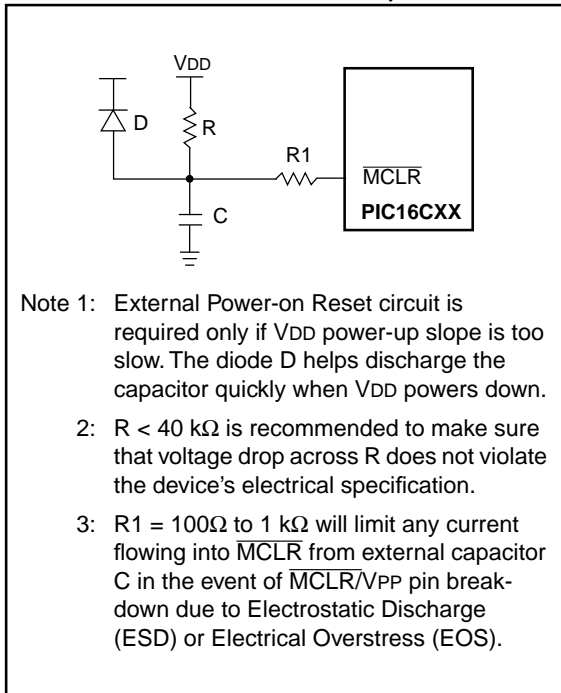 VDD
D
R
R1
MCLR
PIC16CXX
C
Note 1: External Power-on Reset circuit is
required only if VDD power-up slope is too
slow. The diode D helps discharge the
capacitor quickly when VDD powers down.
2: R < 40 kΩ is recommended to make sure
that voltage drop across R does not violate
the device's electrical specification.
3: R1 = 100Ω to 1 kΩ will limit any current
flowing into MCLR from external capacitor
C in the event of MCLR/VPP pin break-
down due to Electrostatic Discharge
(ESD) or Electrical Overstress (EOS).